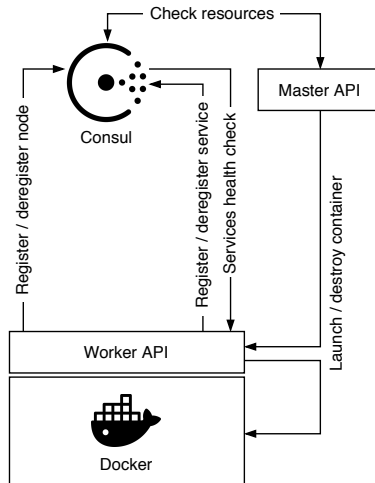 Check resources
Consul
Master API
Register / deregister node
Register / deregister service
Services health check
Launch / destroy container
Worker API
Docker